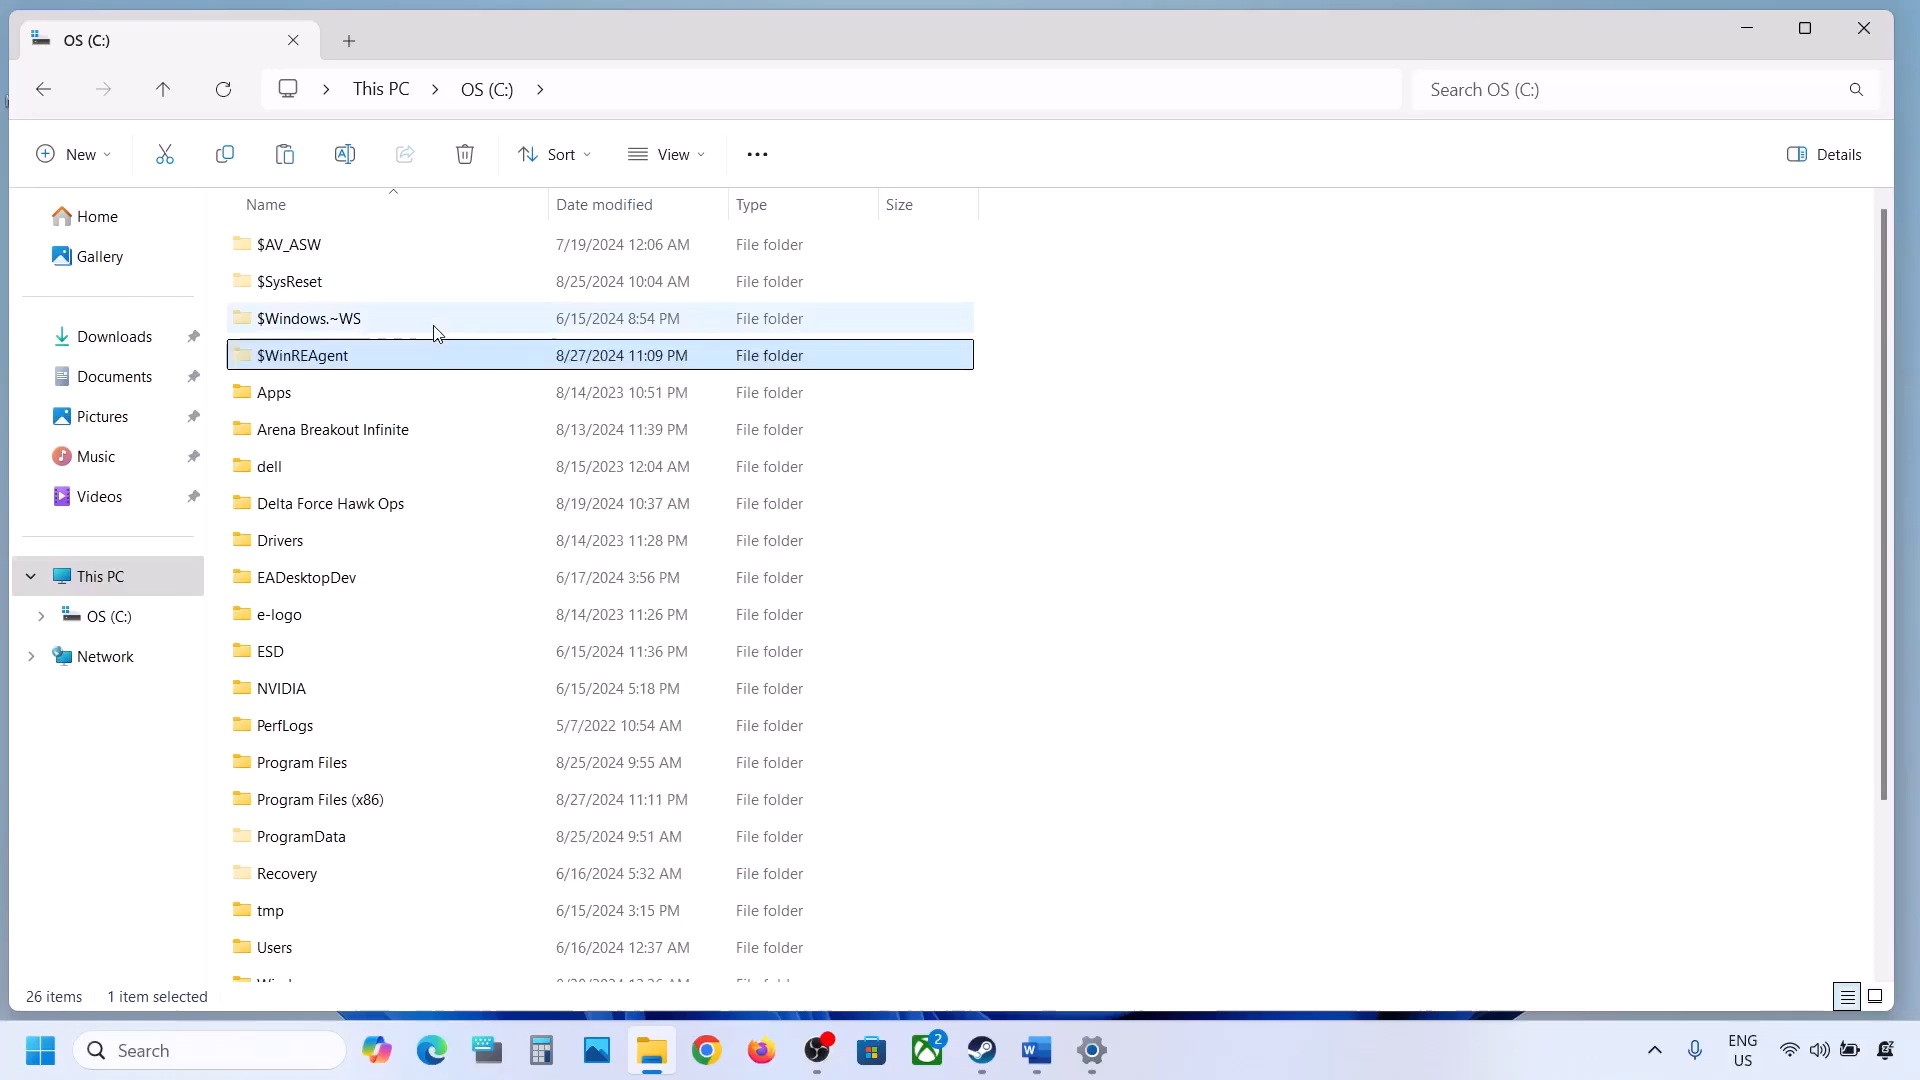 OS (C:)
This PC
OS (C:)
Search OS (C:)
New
Sort
View
Details
Name
Date modified
Type
Size
Home
Gallery
Downloads
Documents
Pictures
Music
Videos
This PC
OS (C:)
Network
$AV_ASW 7/19/2024 12:06 AM File folder
$SysReset 8/25/2024 10:04 AM File folder
$Windows.~WS 6/15/2024 8:54 PM File folder
$WinREAgent 8/27/2024 11:09 PM File folder
Apps 8/14/2023 10:51 PM File folder
Arena Breakout Infinite 8/13/2024 11:39 PM File folder
dell 8/15/2023 12:04 AM File folder
Delta Force Hawk Ops 8/19/2024 10:37 AM File folder
Drivers 8/14/2023 11:28 PM File folder
EADesktopDev 6/17/2024 3:56 PM File folder
e-logo 8/14/2023 11:26 PM File folder
ESD 6/15/2024 11:36 PM File folder
NVIDIA 6/15/2024 5:18 PM File folder
PerfLogs 5/7/2022 10:54 AM File folder
Program Files 8/25/2024 9:55 AM File folder
Program Files (x86) 8/27/2024 11:11 PM File folder
ProgramData 8/25/2024 9:51 AM File folder
Recovery 6/16/2024 5:32 AM File folder
tmp 6/15/2024 3:15 PM File folder
Users 6/16/2024 12:37 AM File folder
26 items 1 item selected
Search
2
ENG
US